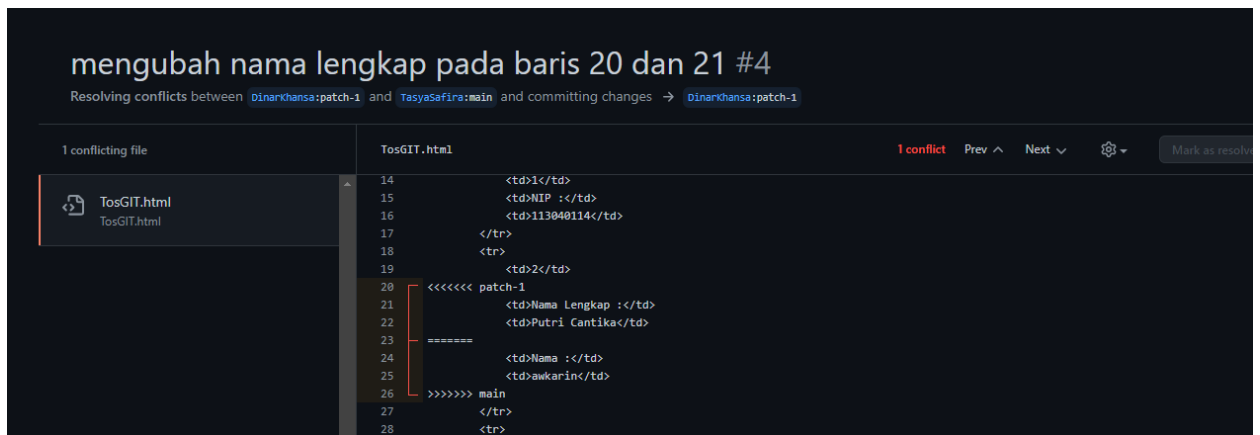 mengubah nama lengkap pada baris 20 dan 21 #4
Resolving conflicts between DinarKhansa:patch-1 and TasyaSafira:main and committing changes → DinarKhansa:patch-1
1 conflicting file
TosGIT.html
TosGIT.html
TosGIT.html
1 conflict Prev Next Mark as resolve
14 <td>1</td>
15 <td>NIP :</td>
16 <td>113040114</td>
17 </tr>
18 <tr>
19 <td>2</td>
20 <<<<<<< patch-1
21 <td>Nama Lengkap :</td>
22 <td>Putri Cantika</td>
23 =======
24 <td>Nama :</td>
25 <td>awkarin</td>
26 >>>>>>> main
27 </tr>
28 <tr>